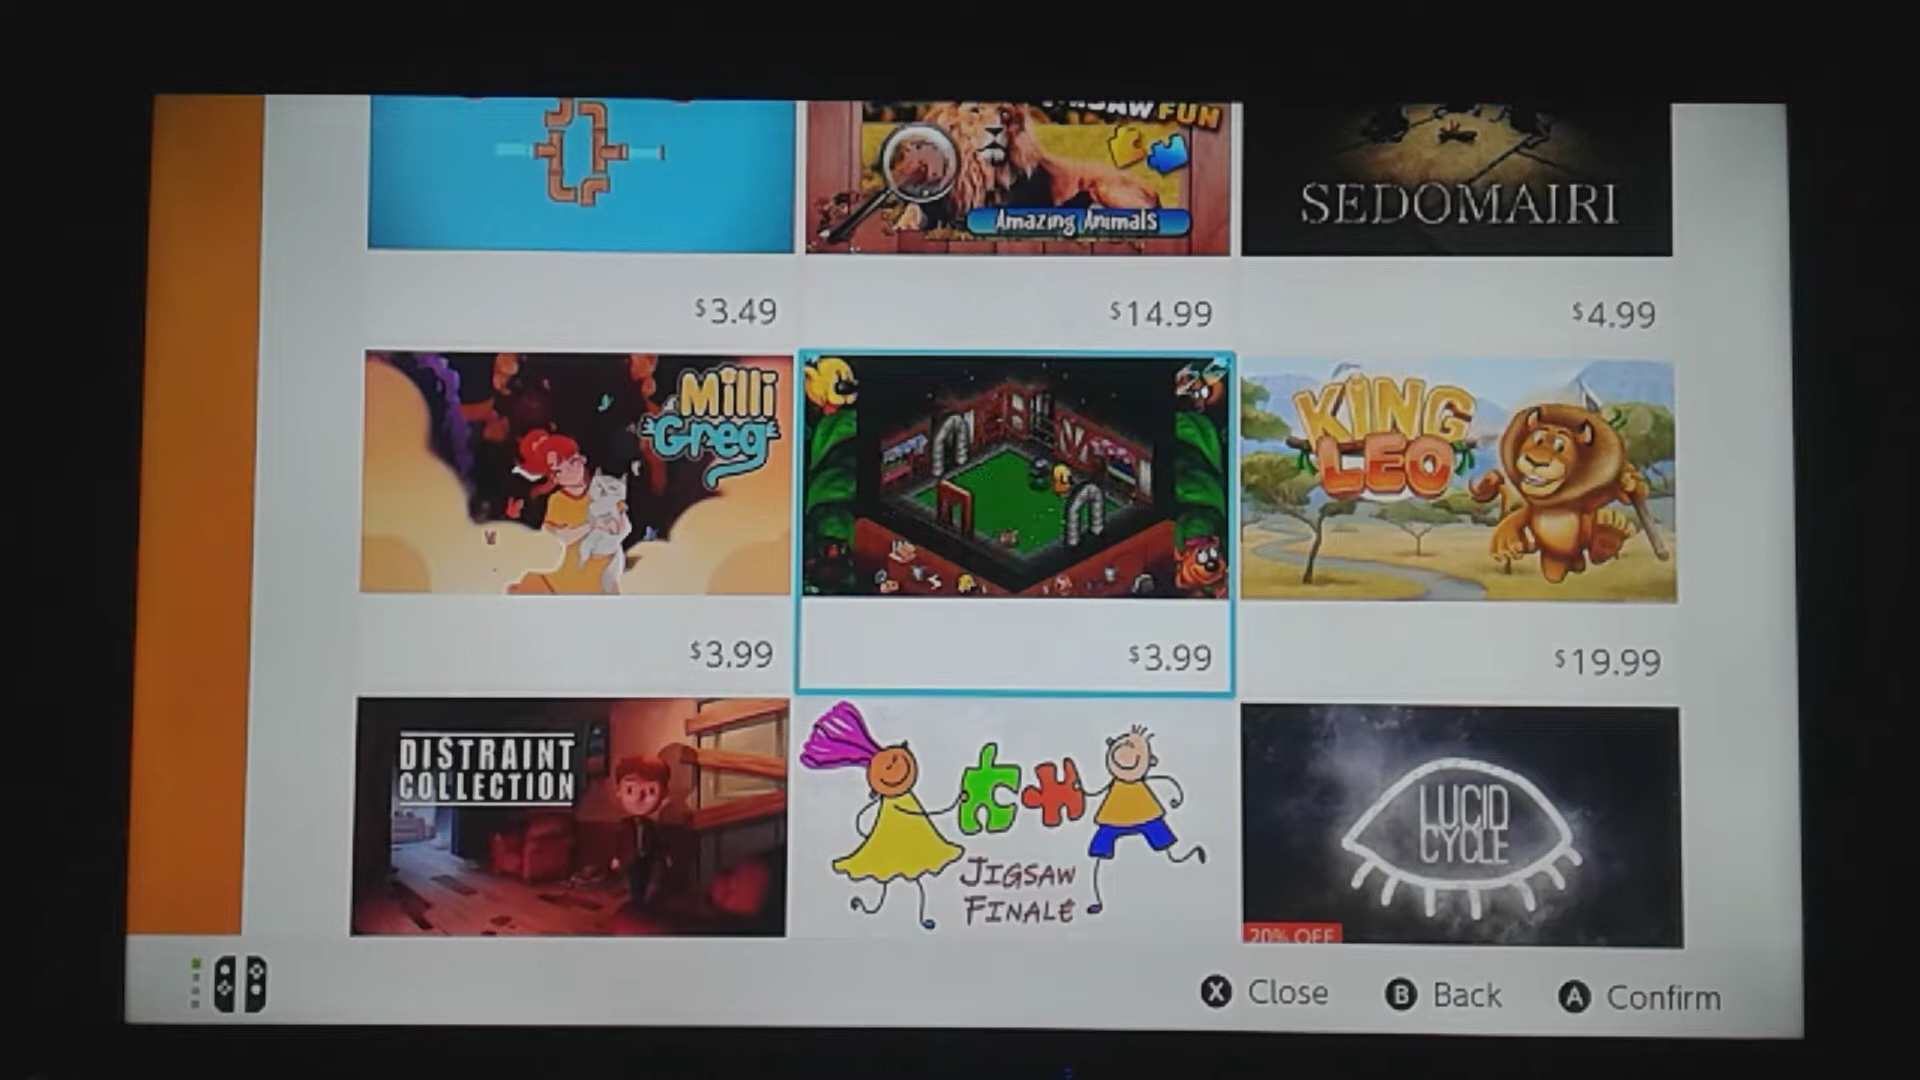 JIGSAW FUN
Amazing Animals
SEDOMAIRI
$3.49
$14.99
$4.99
Milli
Greg
KING
LEO
$3.99
$3.99
$19.99
DISTRAINT
COLLECTION
JIGSAW
FINALE
LUCID
CYCLE
20% OFF
X Close
B Back
A Confirm